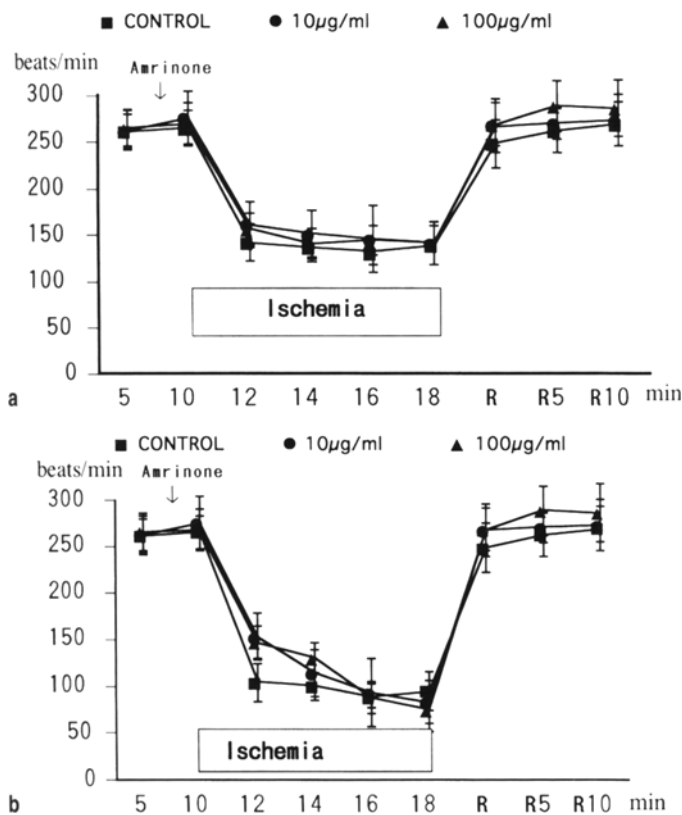 ■ CONTROL ● 10µg/ml ▲ 100µg/ml
beats/min
Amrinone
↓
300
250
200
150
100
50
0
Ischemia
5 10 12 14 16 18 R R5 R10 min
a
■ CONTROL ● 10µg/ml ▲ 100µg/ml
beats/min
Amrinone
↓
300
250
200
150
100
50
0
Ischemia
5 10 12 14 16 18 R R5 R10 min
b